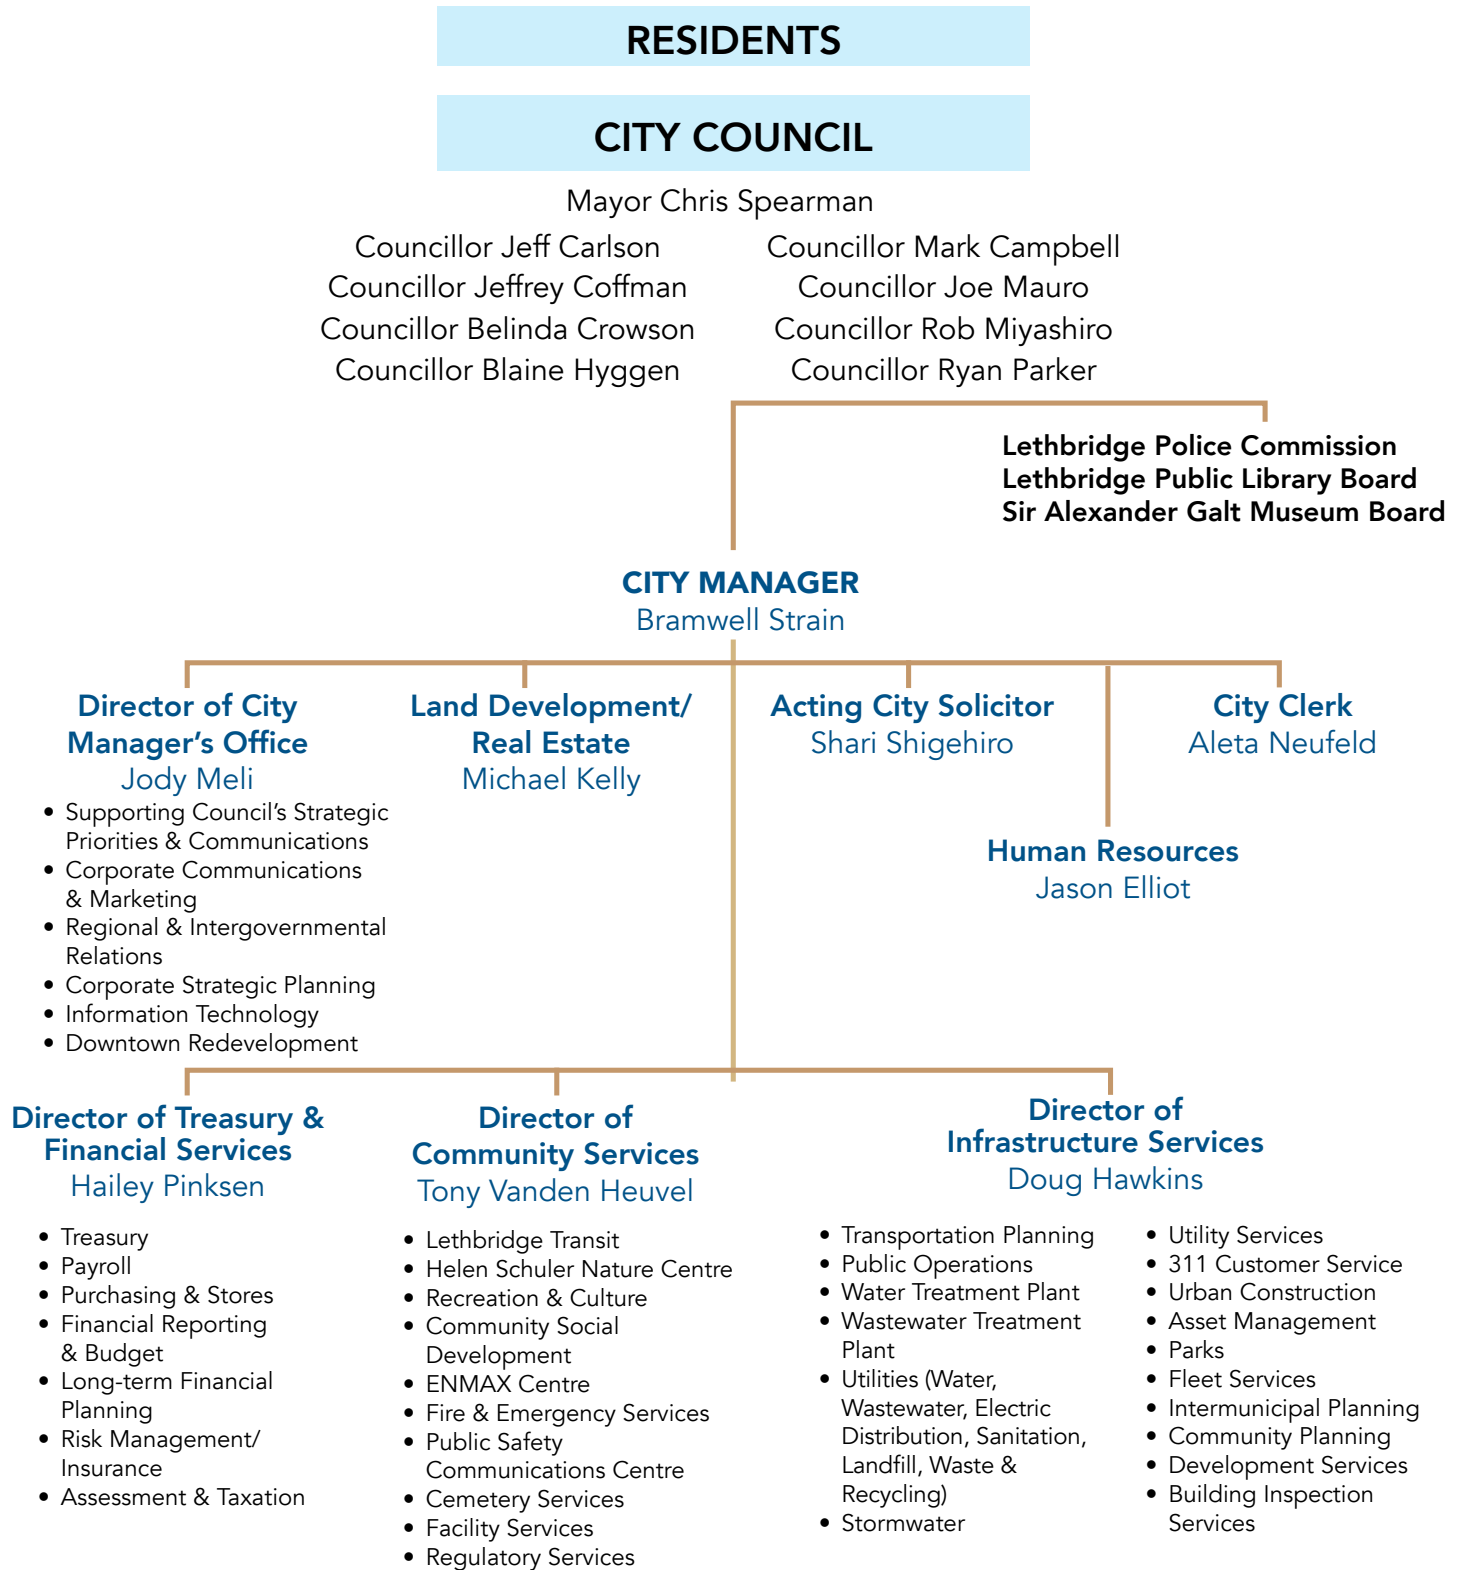 RESIDENTS
CITY COUNCIL
Mayor Chris Spearman
Councillor Jeff Carlson
Councillor Jeffrey Coffman
Councillor Belinda Crowson
Councillor Blaine Hyggen
Councillor Mark Campbell
Councillor Joe Mauro
Councillor Rob Miyashiro
Councillor Ryan Parker
Lethbridge Police Commission
Lethbridge Public Library Board
Sir Alexander Galt Museum Board
CITY MANAGER
Bramwell Strain
Director of City
Manager's Office
Jody Meli
• Supporting Council's Strategic
Priorities & Communications
• Corporate Communications
& Marketing
• Regional & Intergovernmental
Relations
• Corporate Strategic Planning
• Information Technology
• Downtown Redevelopment
Land Development/
Real Estate
Michael Kelly
Acting City Solicitor
Shari Shigehiro
City Clerk
Aleta Neufeld
Human Resources
Jason Elliot
Director of Treasury &
Financial Services
Hailey Pinksen
• Treasury
• Payroll
• Purchasing & Stores
• Financial Reporting
& Budget
• Long-term Financial
Planning
• Risk Management/
Insurance
• Assessment & Taxation
Director of
Community Services
Tony Vanden Heuvel
• Lethbridge Transit
• Helen Schuler Nature Centre
• Recreation & Culture
• Community Social
Development
• ENMAX Centre
• Fire & Emergency Services
• Public Safety
Communications Centre
• Cemetery Services
• Facility Services
• Regulatory Services
Director of
Infrastructure Services
Doug Hawkins
• Transportation Planning
• Public Operations
• Water Treatment Plant
• Wastewater Treatment
Plant
• Utilities (Water,
Wastewater, Electric
Distribution, Sanitation,
Landfill, Waste &
Recycling)
• Stormwater
• Utility Services
• 311 Customer Service
• Urban Construction
• Asset Management
• Parks
• Fleet Services
• Intermunicipal Planning
• Community Planning
• Development Services
• Building Inspection
Services